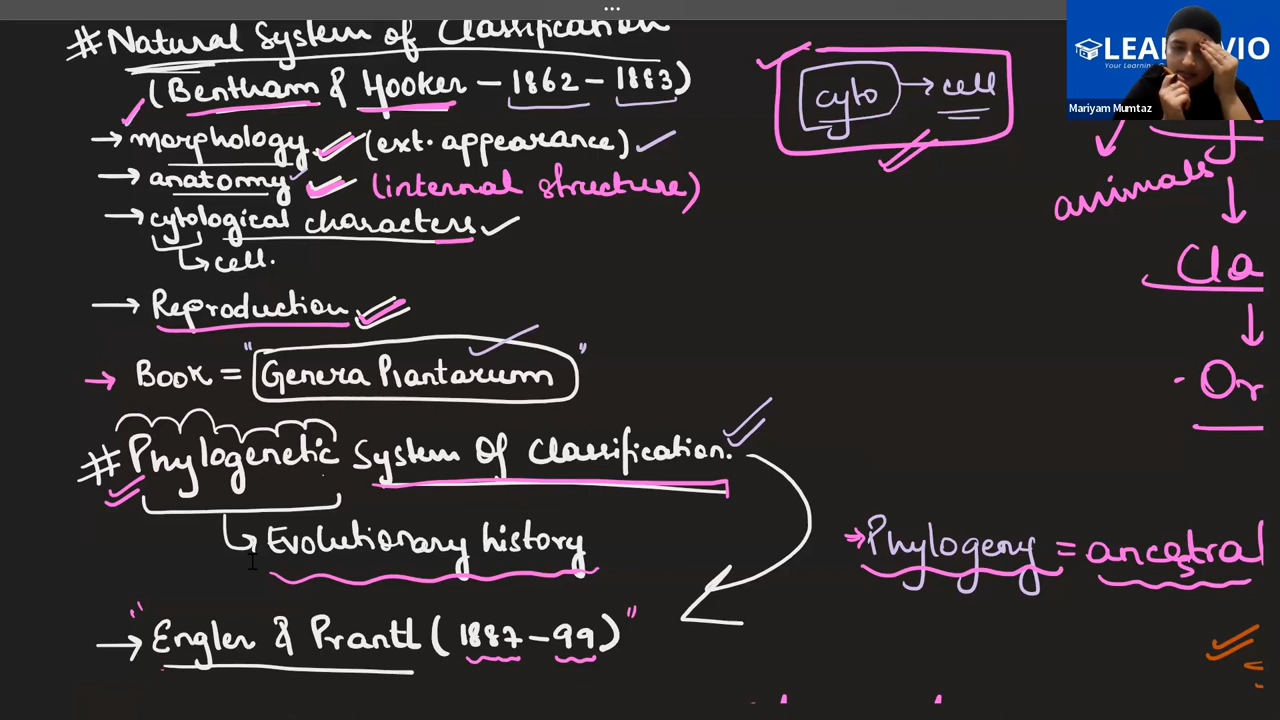 #Natural System of Classification
(Bentham & Hooker - 1862 - 1883)
→ morphology (ext. appearance)
→ anatomy (internal structure)
→ cytological characters
↳ cell.
→ Reproduction
→ Book = "Genera Plantarum"
# Phylogenetic System Of Classification.
↳ Evolutionary history
→ "Engler & Prantl (1887-99)"
cyto → cell
animals
Cla
Or
→ Phylogeny = ancestral
LEA VIO
Your Learning
Mariyam Mumtaz